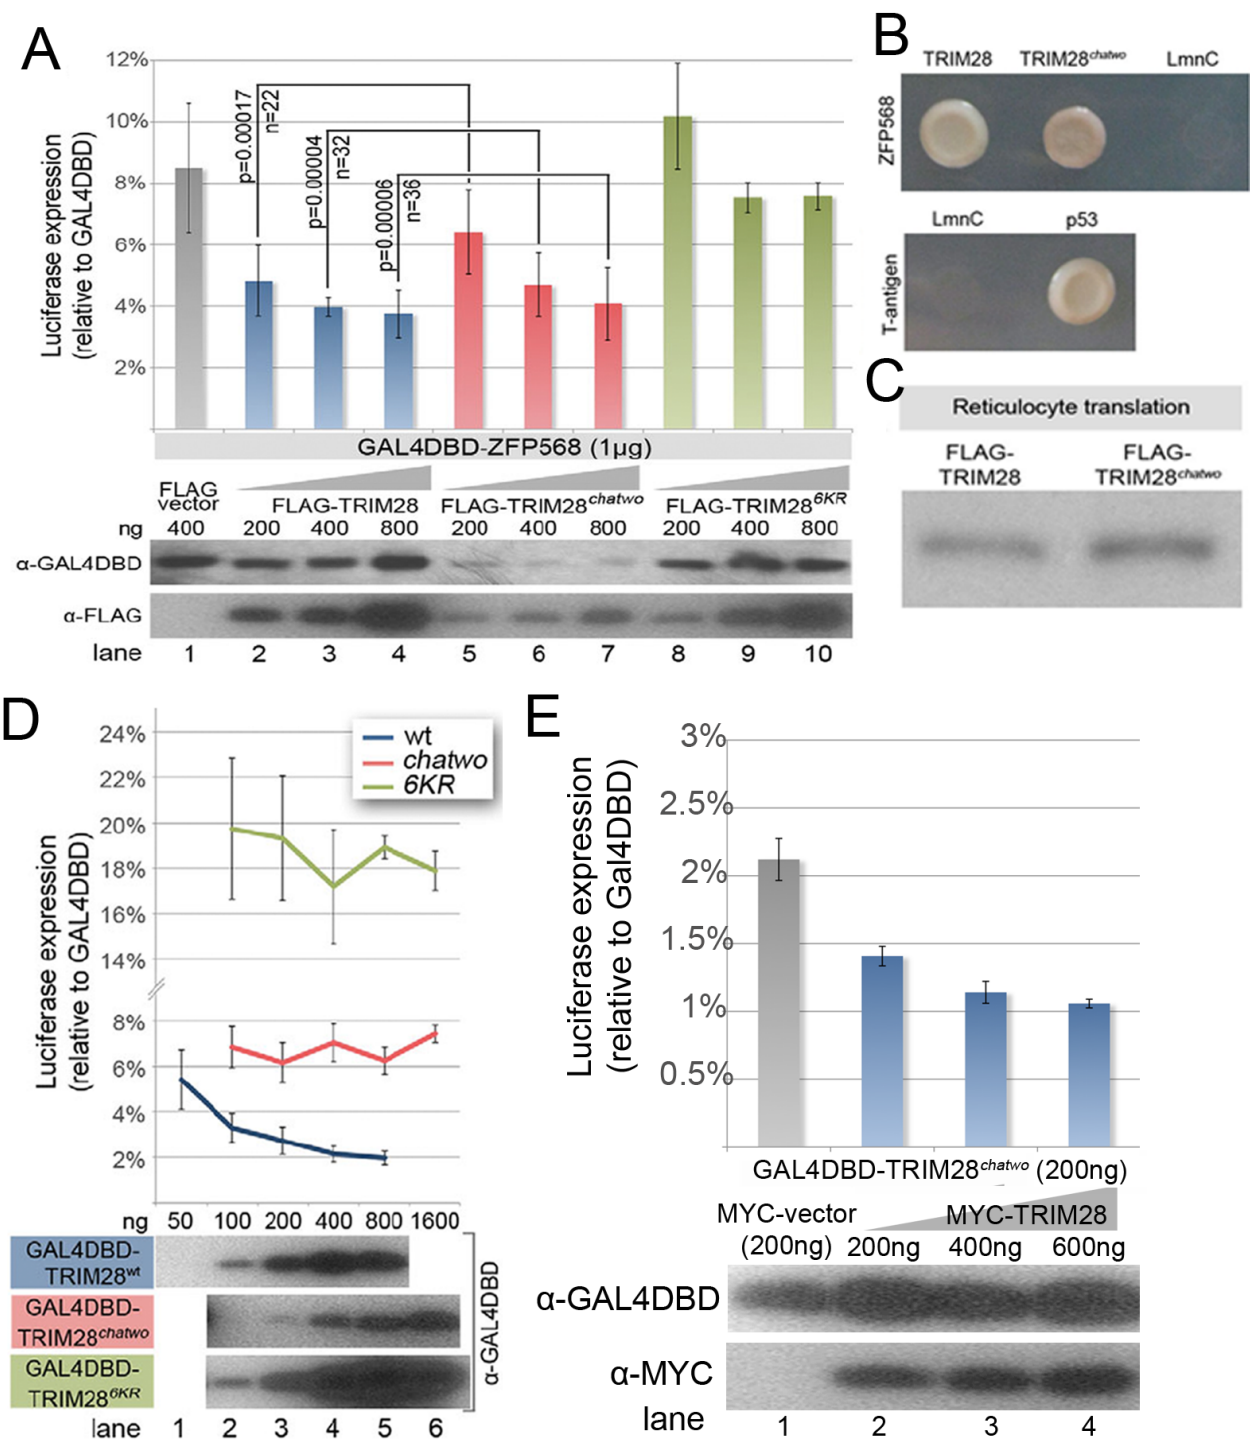 A
12%
10%
8%
6%
4%
2%
Luciferase expression
(relative to GAL4DBD)
p=0.00017
n=22
p=0.00004
n=32
p=0.00006
n=36
GAL4DBD-ZFP568 (1µg)
FLAG
vector
FLAG-TRIM28
FLAG-TRIM28chatwo
FLAG-TRIM286KR
ng 400 200 400 800 200 400 800 200 400 800
α-GAL4DBD
α-FLAG
lane 1 2 3 4 5 6 7 8 9 10
B
TRIM28 TRIM28chatwo LmnC
ZFP568
LmnC p53
T-antigen
C
Reticulocyte translation
FLAG-
TRIM28
FLAG-
TRIM28chatwo
D
24%
22%
20%
18%
16%
14%
8%
6%
4%
2%
Luciferase expression
(relative to GAL4DBD)
wt
chatwo
6KR
ng 50 100 200 400 800 1600
GAL4DBD-
TRIM28wt
GAL4DBD-
TRIM28chatwo
GAL4DBD-
TRIM286KR
α-GAL4DBD
lane 1 2 3 4 5 6
E
3%
2.5%
2%
1.5%
1%
0.5%
Luciferase expression
(relative to Gal4DBD)
GAL4DBD-TRIM28chatwo (200ng)
MYC-vector
(200ng)
MYC-TRIM28
200ng 400ng 600ng
α-GAL4DBD
α-MYC
lane 1 2 3 4